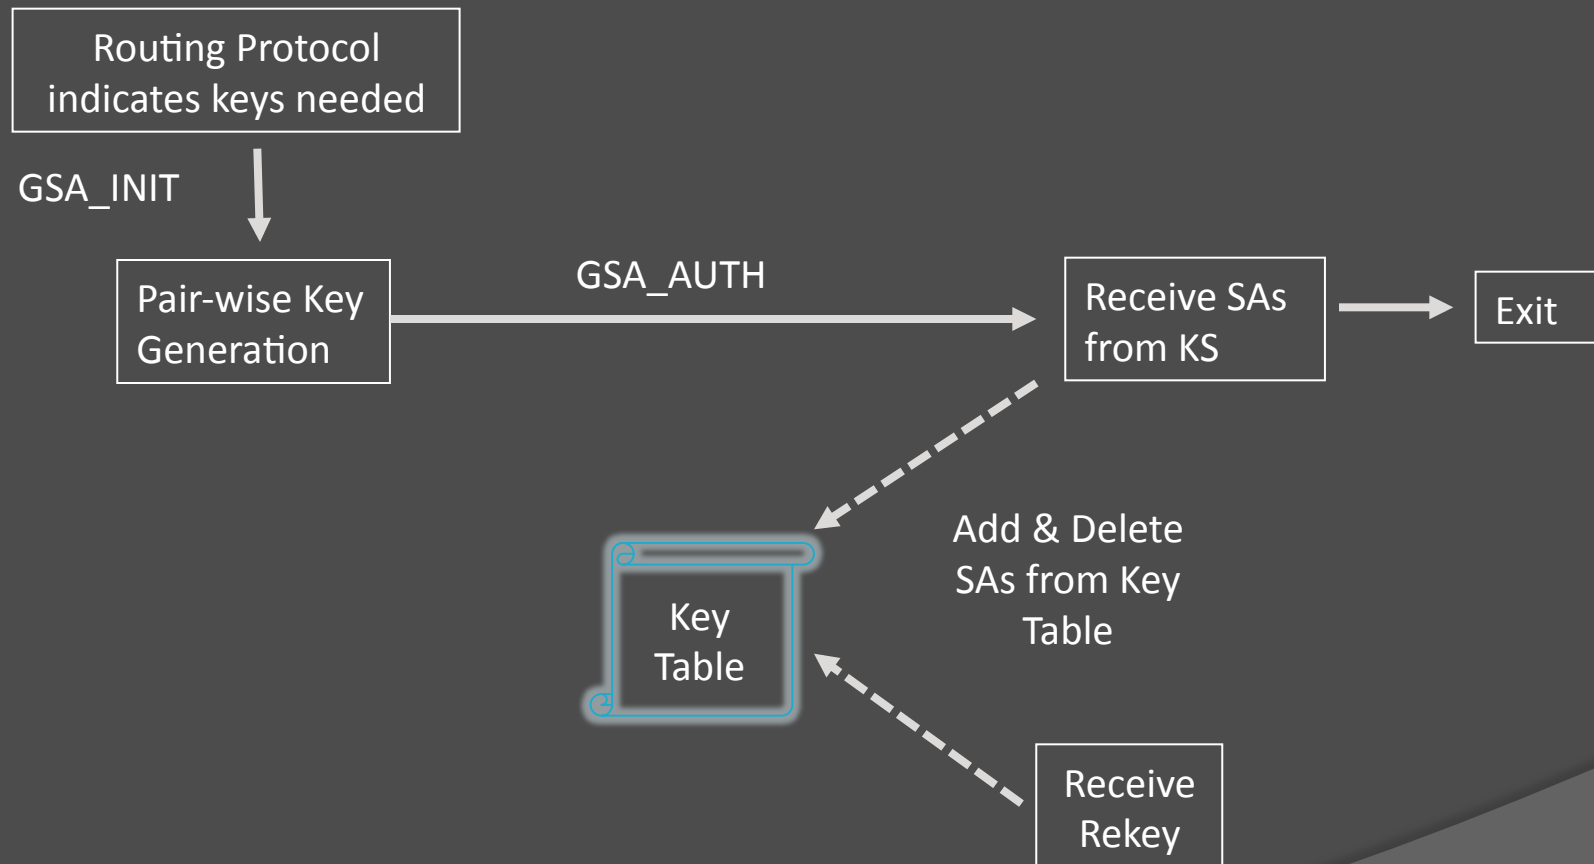 Routing Protocol
indicates keys needed
GSA_INIT
Pair-wise Key
Generation
GSA_AUTH
Receive SAs
from KS
Exit
Add & Delete
SAs from Key
Table
Key
Table
Receive
Rekey